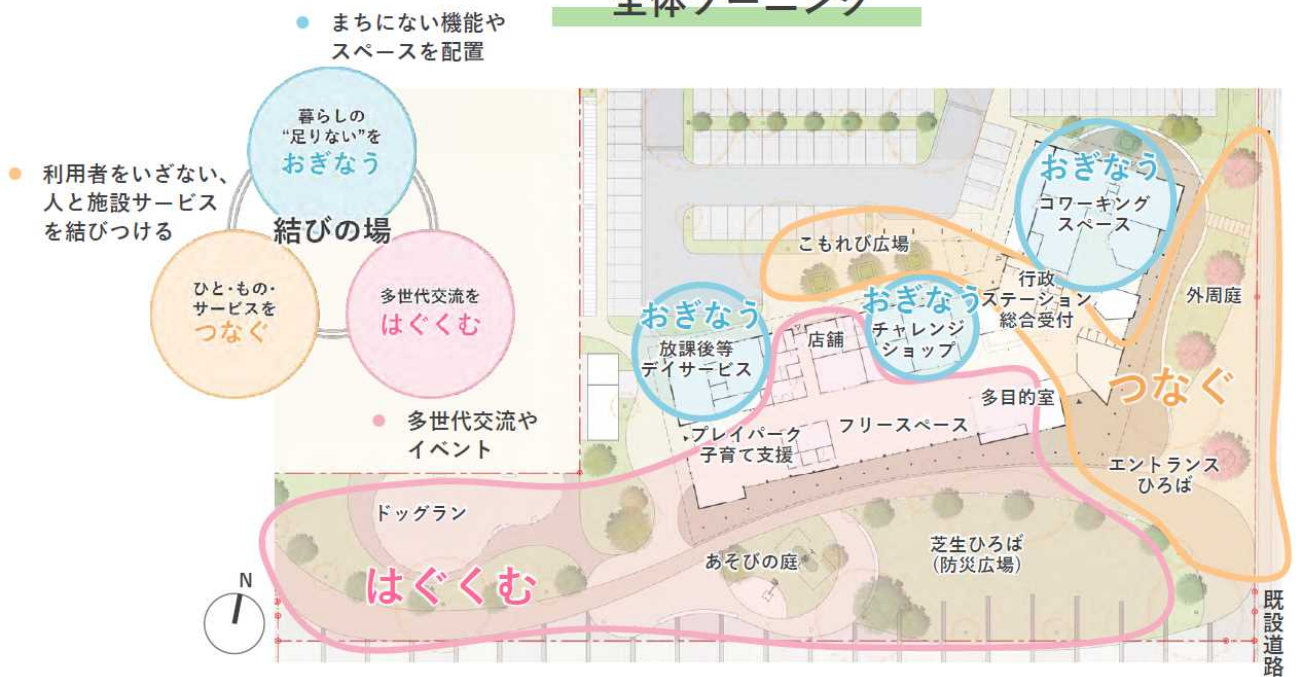 全体ゾーニング
まちにない機能や
スペースを配置
暮らしの
“足りない”を
おぎなう
利用者をいざない、
人と施設サービス
を結びつける
結びの場
ひと・もの・
サービスを
つなぐ
多世代交流を
はぐくむ
多世代交流や
イベント
おぎなう
コワーキング
スペース
こもれび広場
行政
ステーション
総合受付
外周庭
おぎなう
放課後等
デイサービス
店舗
おぎなう
チャレンジ
ショップ
つなぐ
多目的室
フリースペース
プレイパーク
子育て支援
エントランス
ひろば
ドッグラン
はぐくむ
あそびの庭
芝生ひろば
(防災広場)
N
既設道路